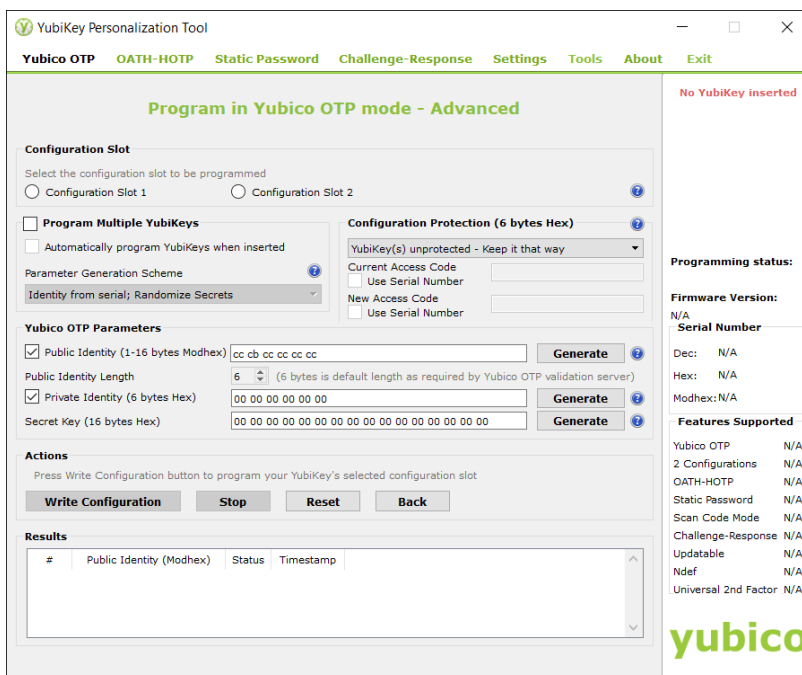 YubiKey Personalization Tool
Yubico OTP OATH-HOTP Static Password Challenge-Response Settings Tools About Exit
Program in Yubico OTP mode - Advanced
Configuration Slot
Select the configuration slot to be programmed
Configuration Slot 1 Configuration Slot 2
Program Multiple YubiKeys
Automatically program YubiKeys when inserted
Parameter Generation Scheme
Identity from serial; Randomize Secrets
Configuration Protection (6 bytes Hex)
YubiKey(s) unprotected - Keep it that way
Current Access Code
Use Serial Number
New Access Code
Use Serial Number
Yubico OTP Parameters
Public Identity (1-16 bytes Modhex) cc cb cc cc cc cc Generate
Public Identity Length 6 (6 bytes is default length as required by Yubico OTP validation server)
Private Identity (6 bytes Hex) 00 00 00 00 00 00 Generate
Secret Key (16 bytes Hex) 00 00 00 00 00 00 00 00 00 00 00 00 00 00 00 00 Generate
Actions
Press Write Configuration button to program your YubiKey's selected configuration slot
Write Configuration Stop Reset Back
Results
# Public Identity (Modhex) Status Timestamp
No YubiKey inserted
Programming status:
Firmware Version:
N/A
Serial Number
Dec: N/A
Hex: N/A
Modhex: N/A
Features Supported
Yubico OTP N/A
2 Configurations N/A
OATH-HOTP N/A
Static Password N/A
Scan Code Mode N/A
Challenge-Response N/A
Updatable N/A
Ndef N/A
Universal 2nd Factor N/A
yubico